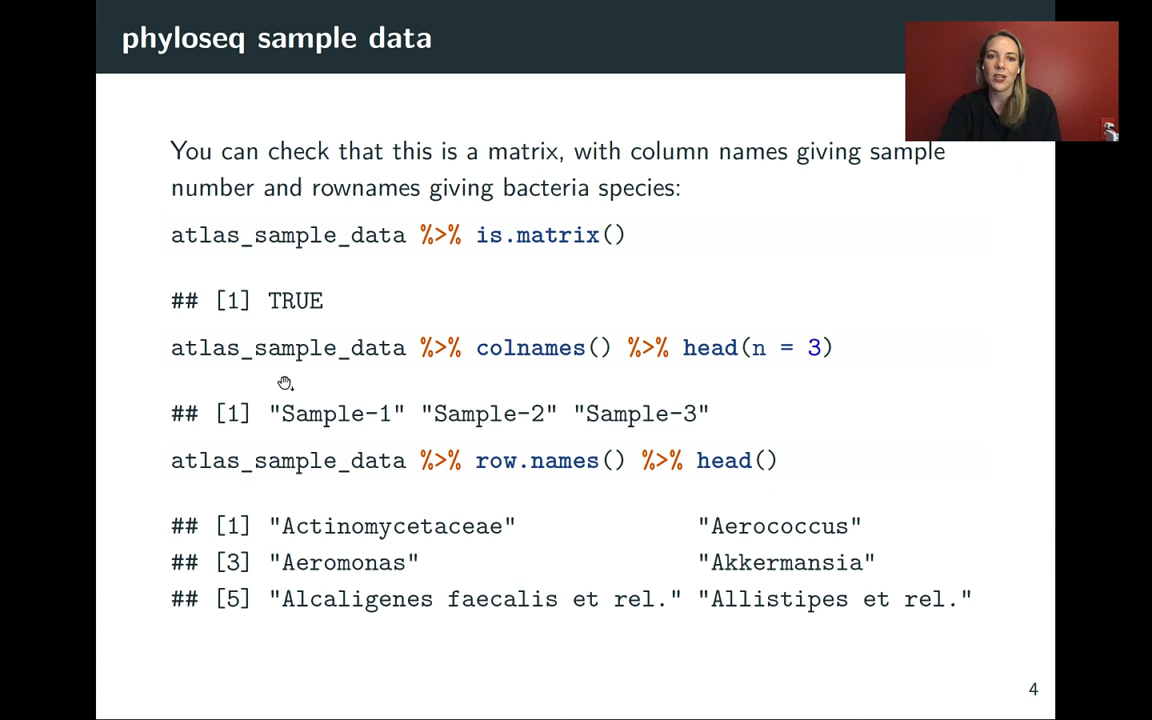 phyloseq sample data
You can check that this is a matrix, with column names giving sample
number and rownames giving bacteria species:
atlas_sample_data %>% is.matrix()
## [1] TRUE
atlas_sample_data %>% colnames() %>% head(n = 3)
## [1] "Sample-1" "Sample-2" "Sample-3"
atlas_sample_data %>% row.names() %>% head()
## [1] "Actinomycetaceae" "Aerococcus"
## [3] "Aeromonas" "Akkermansia"
## [5] "Alcaligenes faecalis et rel." "Allistipes et rel."
4